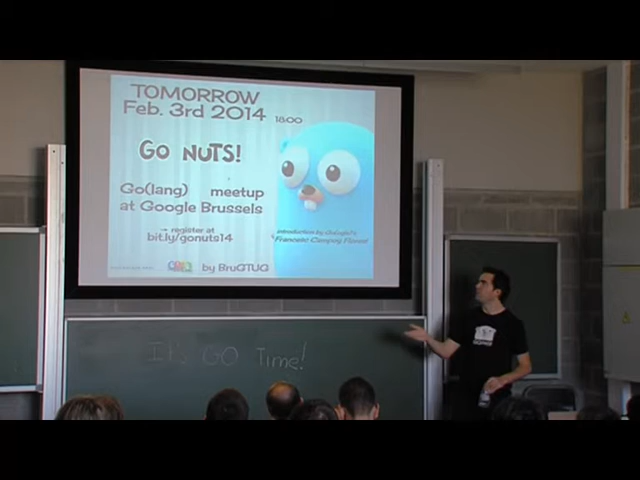 TOMORROW
Feb. 3rd 2014 18:00
GO NUTS!
Go(lang) meetup
at Google Brussels
→ register at
bit.ly/gonuts14
introduction by Googler
Francesc Campoy Flores!
by BruGTUG
It's GO Time!